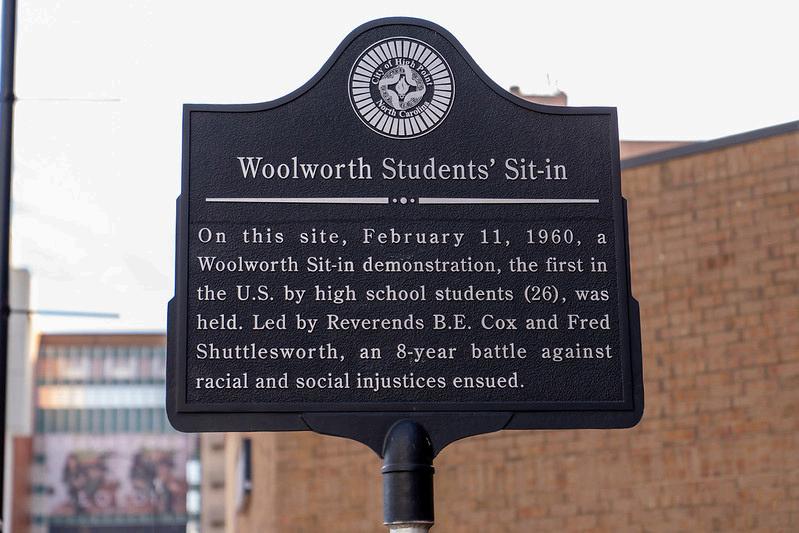 City of High Point
North Carolina
Woolworth Students' Sit-in
On this site, February 11, 1960, a
Woolworth Sit-in demonstration, the first in
the U.S. by high school students (26), was
held. Led by Reverends B.E. Cox and Fred
Shuttlesworth, an 8-year battle against
racial and social injustices ensued.